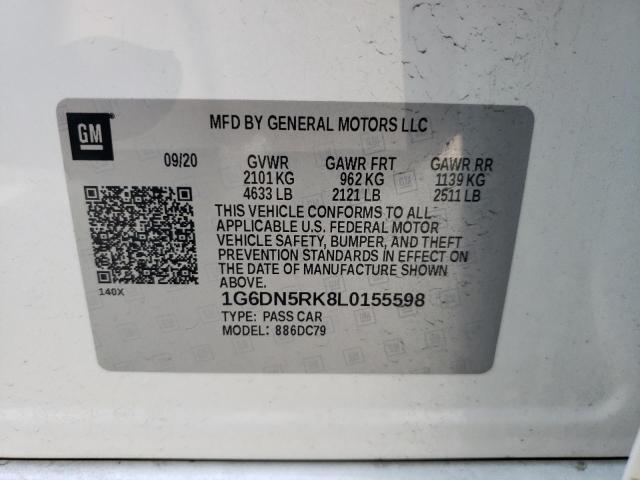 GM
MFD BY GENERAL MOTORS LLC
09/20 GVWR GAWR FRT GAWR RR
2101 KG 962 KG 1139 KG
4633 LB 2121 LB 2511 LB
THIS VEHICLE CONFORMS TO ALL
APPLICABLE U.S. FEDERAL MOTOR
VEHICLE SAFETY, BUMPER, AND THEFT
PREVENTION STANDARDS IN EFFECT ON
THE DATE OF MANUFACTURE SHOWN
ABOVE.
140X
1G6DN5RK8L0155598
TYPE: PASS CAR
MODEL: 886DC79